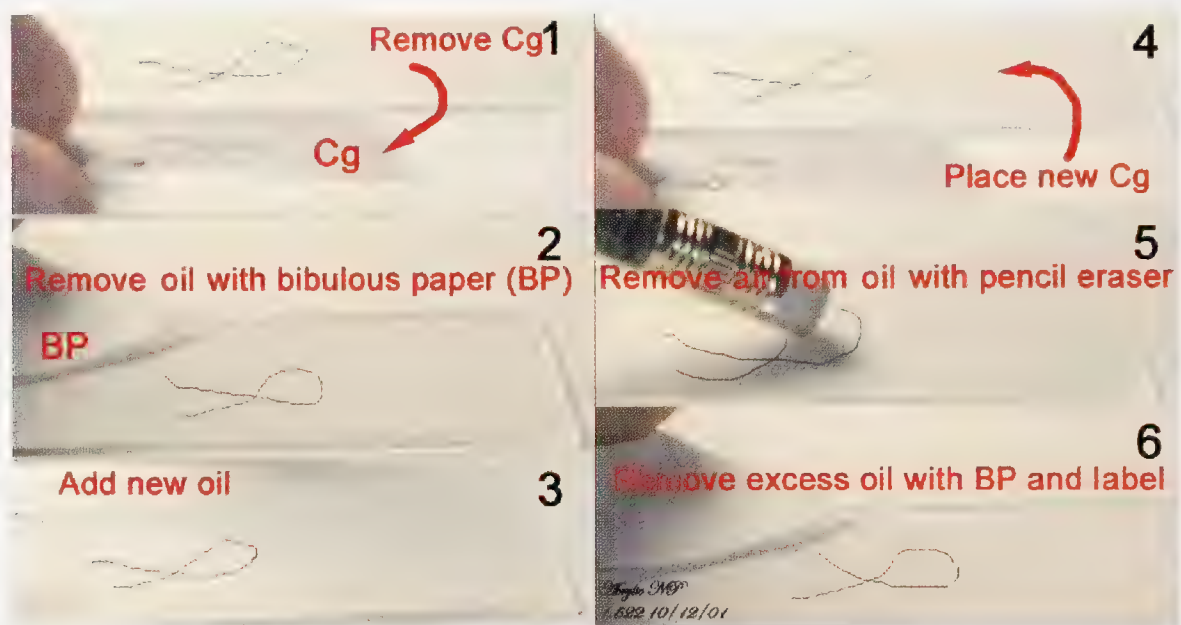 Remove Cg
1
Cg
2
Remove oil with bibulous paper (BP)
BP
Add new oil
3
4
Place new Cg
5
Remove air from oil with pencil eraser
6
Remove excess oil with BP and label
522 10/12/01